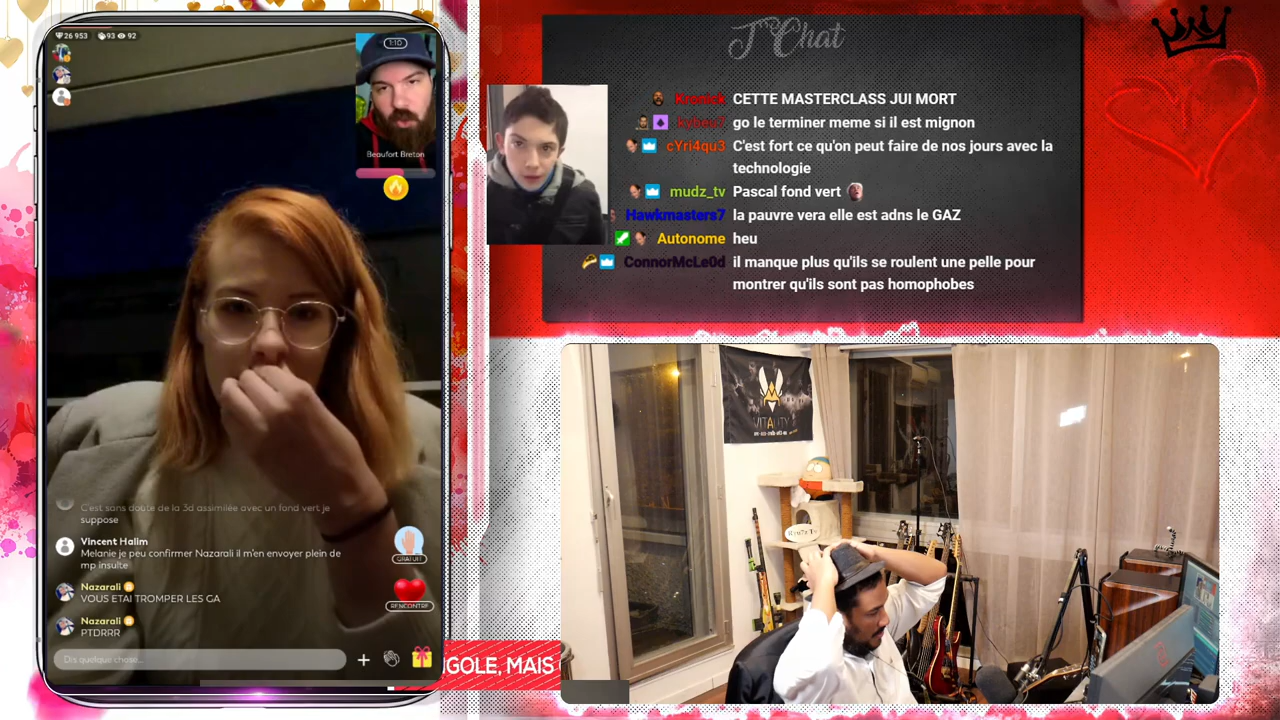 26 953 93 92
1:10
Beaufort Breton
C'est sans doute de la 3d assimilée avec un fond vert je
suppose
Vincent Halim
Melanie je peu confirmer Nazarali il m'en envoyer plein de
mp insulte
Nazarali
VOUS ETAI TROMPER LES GA
Nazarali
PTDRRR
GRATUIT
RENCONTRE
Dis quelque chose...
GOLE, MAIS
T'Chat
Kronick CETTE MASTERCLASS JUI MORT
go le terminer meme si il est mignon
cYri4qu3 C'est fort ce qu'on peut faire de nos jours avec la
technologie
mudz_tv Pascal fond vert
Hawkmasters7 la pauvre vera elle est adns le GAZ
Autonome heu
ConnorMcLe0d il manque plus qu'ils se roulent une pelle pour
montrer qu'ils sont pas homophobes
VITALITY